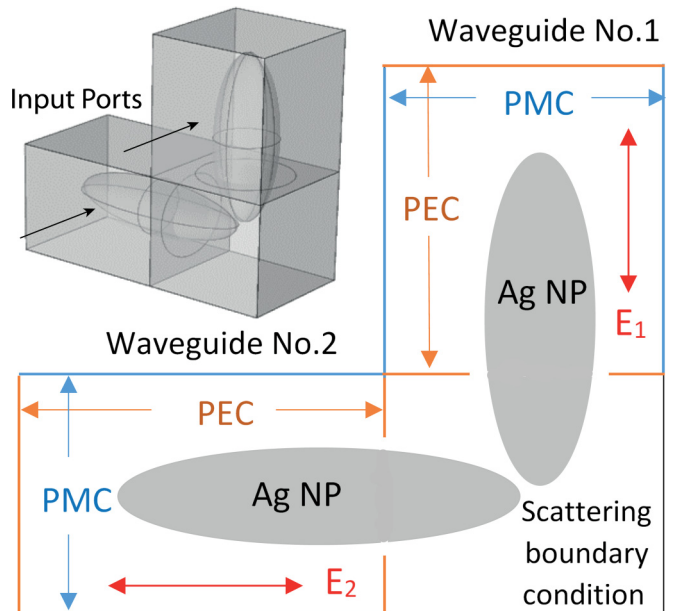 Waveguide No.1
Input Ports
PMC
PEC
Ag NP
E₁
Waveguide No.2
PEC
PMC
Ag NP
E₂
Scattering
boundary
condition